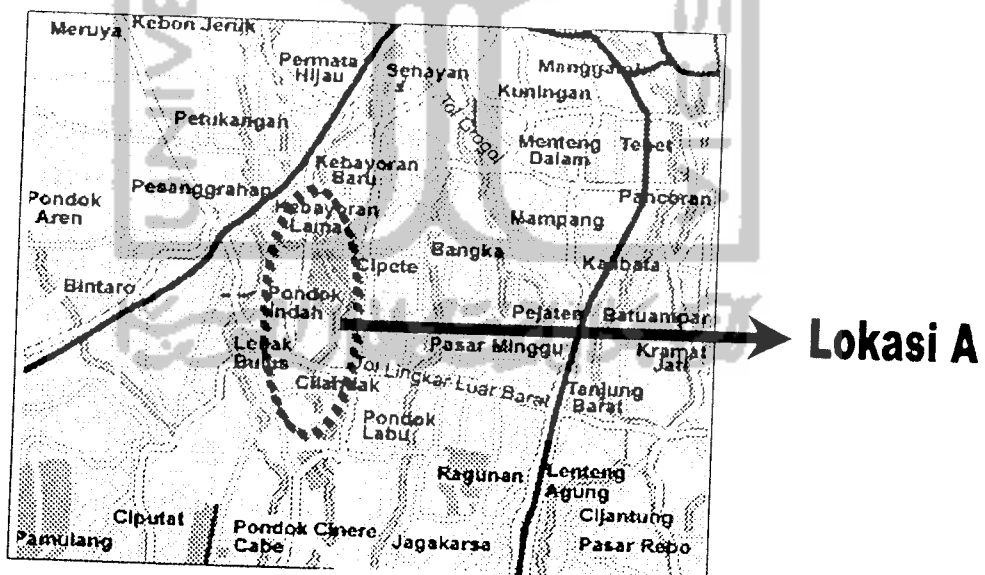 Meruya
Kebon Jeruk
Permata
Hijau
Senayan
Manggarai
Kuningan
Petukangan
Tol Grogol
Menteng
Dalam
Tebet
Kebayoran
Baru
Pesanggrahan
Pancoran
Pondok
Aren
Kebayoran
Lama
Mampang
Bangka
Cipete
Kalibata
Bintaro
Pondok
Indah
Pejaten
Batuampar
Lokasi A
Lebak
Bulus
Pasar Minggu
Kramat
Jati
Tol Lingkar Luar Barat
Cilandak
Tanjung
Barat
Pondok
Labu
Ragunan
Lenteng
Agung
Ciputat
Pondok
Cabe
Cinere
Cijantung
Pamulang
Jagakarsa
Pasar Rebo